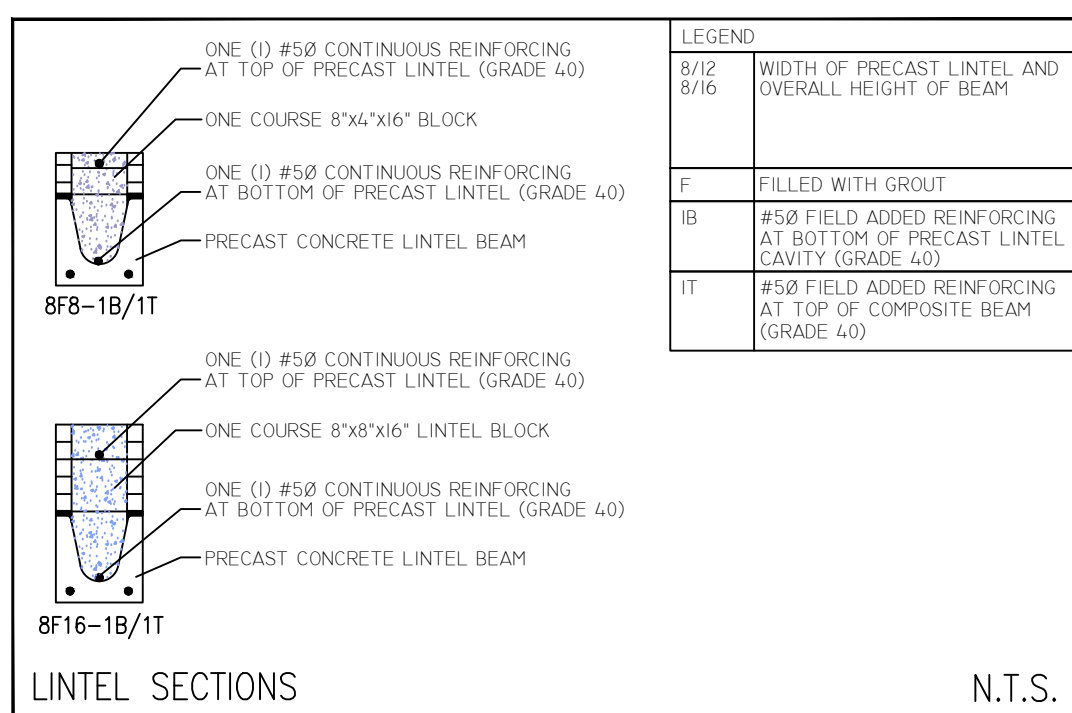 ONE (1) #5Ø CONTINUOUS REINFORCING
AT TOP OF PRECAST LINTEL (GRADE 40)
ONE COURSE 8"x4"x16" BLOCK
ONE (1) #5Ø CONTINUOUS REINFORCING
AT BOTTOM OF PRECAST LINTEL (GRADE 40)
PRECAST CONCRETE LINTEL BEAM
8F8-1B/1T
ONE (1) #5Ø CONTINUOUS REINFORCING
AT TOP OF PRECAST LINTEL (GRADE 40)
ONE COURSE 8"x8"x16" LINTEL BLOCK
ONE (1) #5Ø CONTINUOUS REINFORCING
AT BOTTOM OF PRECAST LINTEL (GRADE 40)
PRECAST CONCRETE LINTEL BEAM
8F16-1B/1T
LEGEND
8/12
8/16
WIDTH OF PRECAST LINTEL AND
OVERALL HEIGHT OF BEAM
F
FILLED WITH GROUT
1B
#5Ø FIELD ADDED REINFORCING
AT BOTTOM OF PRECAST LINTEL
CAVITY (GRADE 40)
1T
#5Ø FIELD ADDED REINFORCING
AT TOP OF COMPOSITE BEAM
(GRADE 40)
LINTEL SECTIONS
N.T.S.